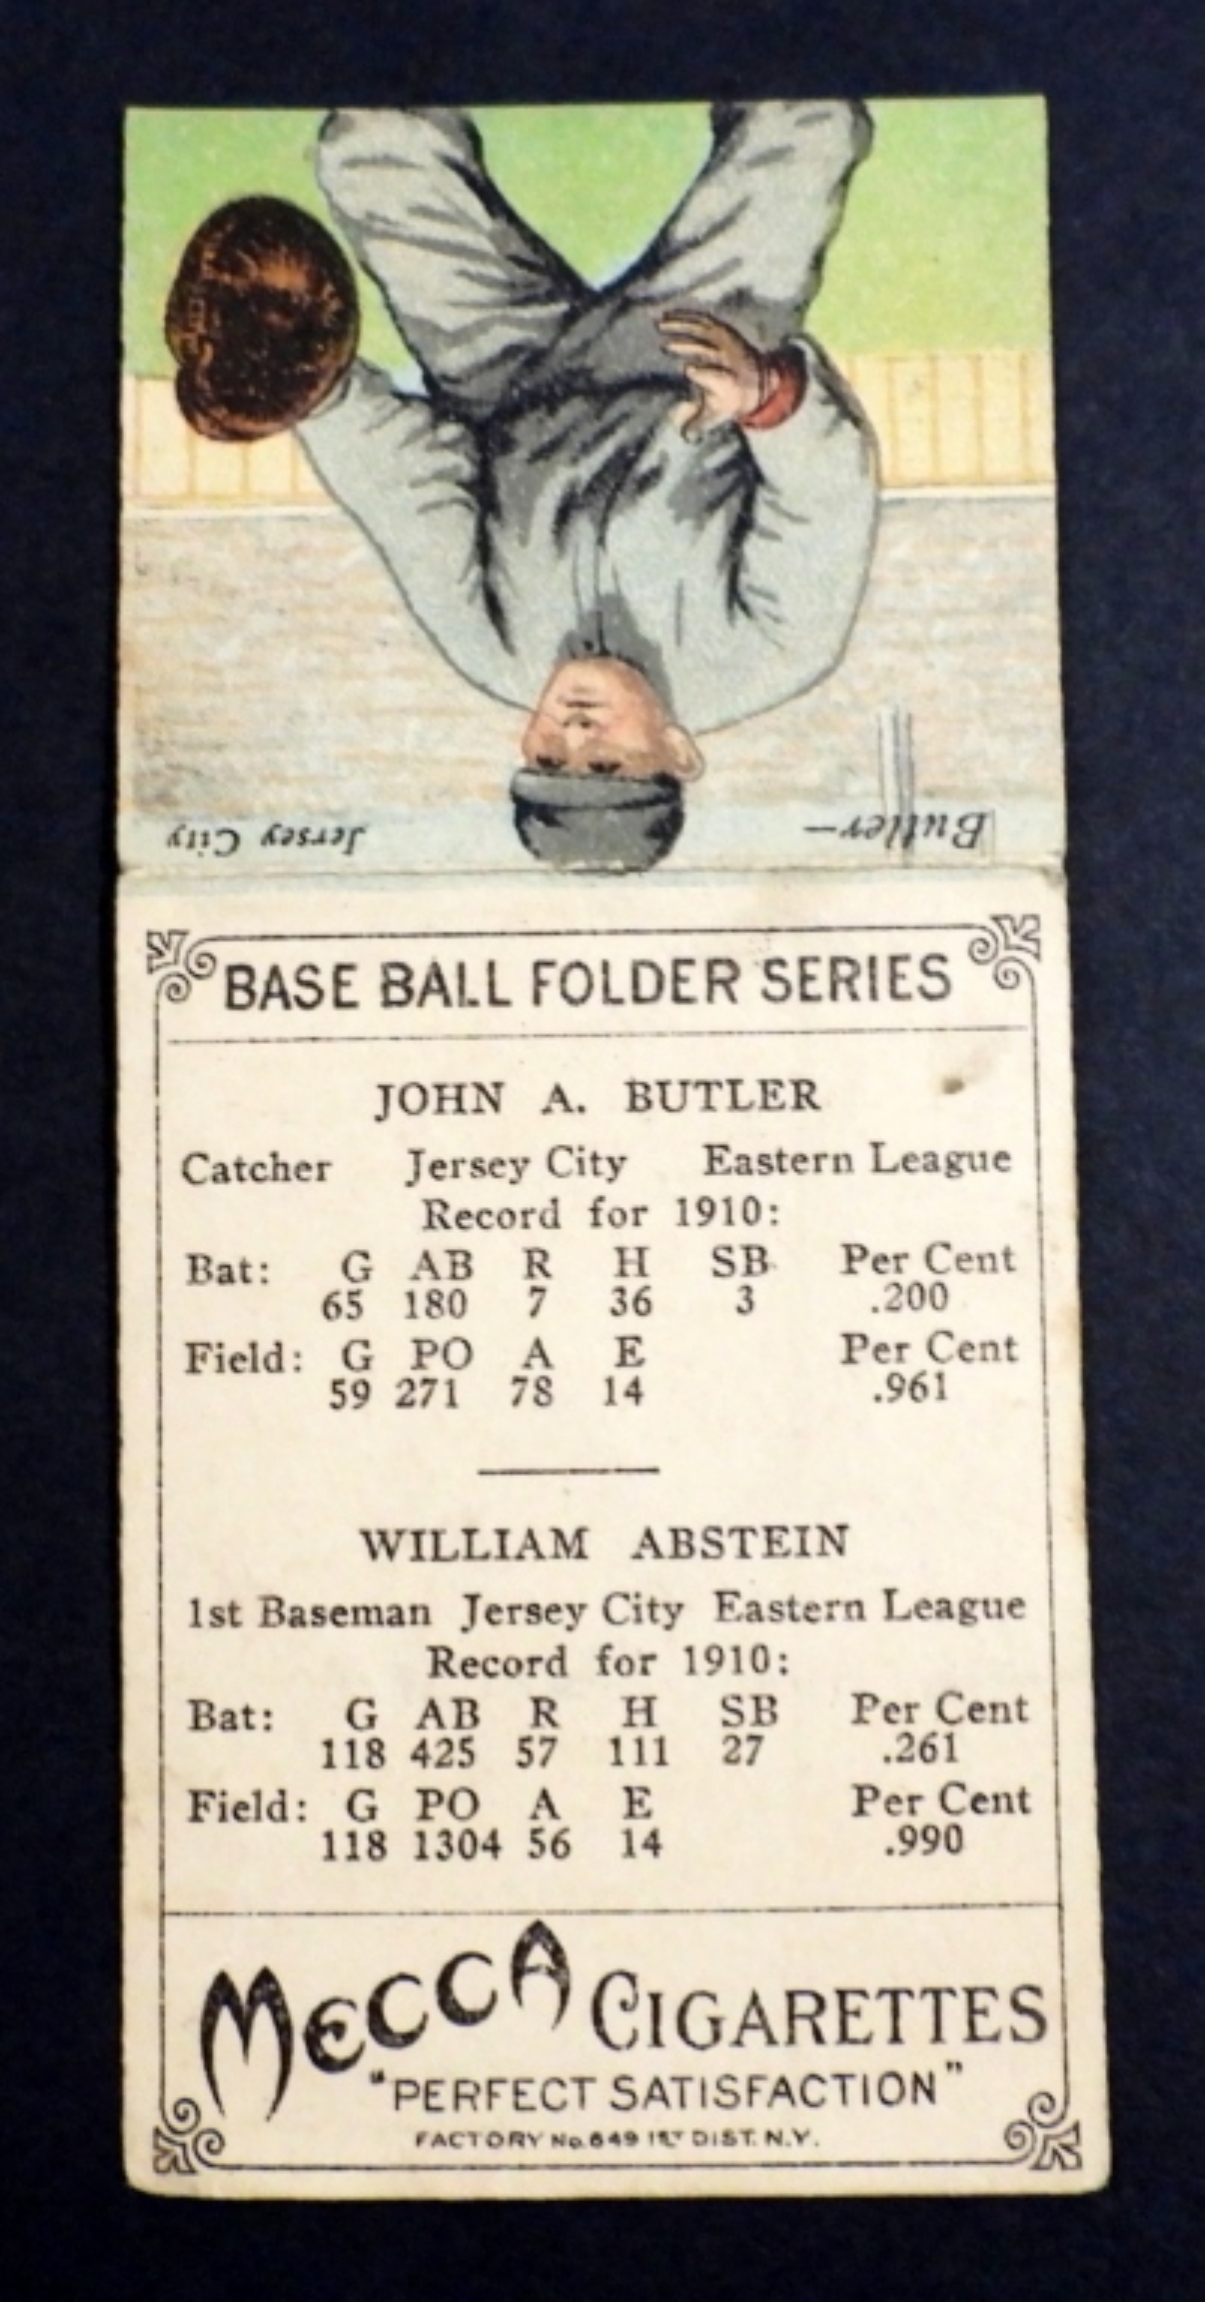 Butler— Jersey City
BASE BALL FOLDER SERIES
JOHN A. BUTLER
Catcher Jersey City Eastern League
Record for 1910:
Bat: G AB R H SB Per Cent
65 180 7 36 3 .200
Field: G PO A E Per Cent
59 271 78 14 .961
WILLIAM ABSTEIN
1st Baseman Jersey City Eastern League
Record for 1910:
Bat: G AB R H SB Per Cent
118 425 57 111 27 .261
Field: G PO A E Per Cent
118 1304 56 14 .990
MECCA CIGARETTES
"PERFECT SATISFACTION"
FACTORY No. 649 1ST DIST. N.Y.